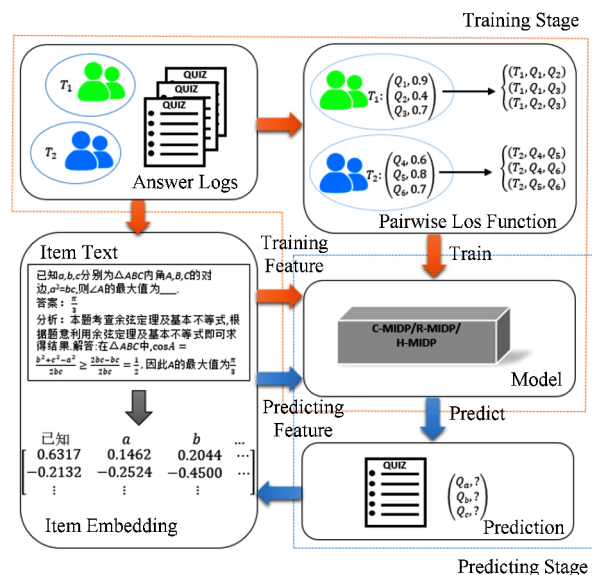 Training Stage
T₁
T₂
QUIZ
QUIZ
QUIZ
Answer Logs
T₁: (Q₁, 0.9
Q₂, 0.4
Q₃, 0.7)
{(T₁, Q₁, Q₂)
(T₁, Q₁, Q₃)
(T₁, Q₂, Q₃)
T₂: (Q₄, 0.6
Q₅, 0.8
Q₆, 0.7)
{(T₂, Q₄, Q₅)
(T₂, Q₄, Q₆)
(T₂, Q₅, Q₆)
Pairwise Los Function
Item Text
已知a,b,c分别为△ABC内角A,B,C的对
边,a²=bc,则∠A的最大值为___.
答案：π/3
分析：本题考查余弦定理及基本不等式,根
据题意利用余弦定理及基本不等式即可求
得结果.解答:在△ABC中,cosA =
(b²+c²−a²)/2bc ≥ (2bc−bc)/2bc = 1/2, 因此A的最大值为π/3
已知 a b ...
0.6317 0.1462 0.2044 ⋯
−0.2132 −0.2524 −0.4500 ⋯
⋮ ⋮ ⋮
Item Embedding
Training
Feature
Predicting
Feature
Train
C-MIDP/R-MIDP/
H-MIDP
Model
Predict
QUIZ
(Qₐ, ?
Q_b, ?
Q_c, ?)
Prediction
Predicting Stage